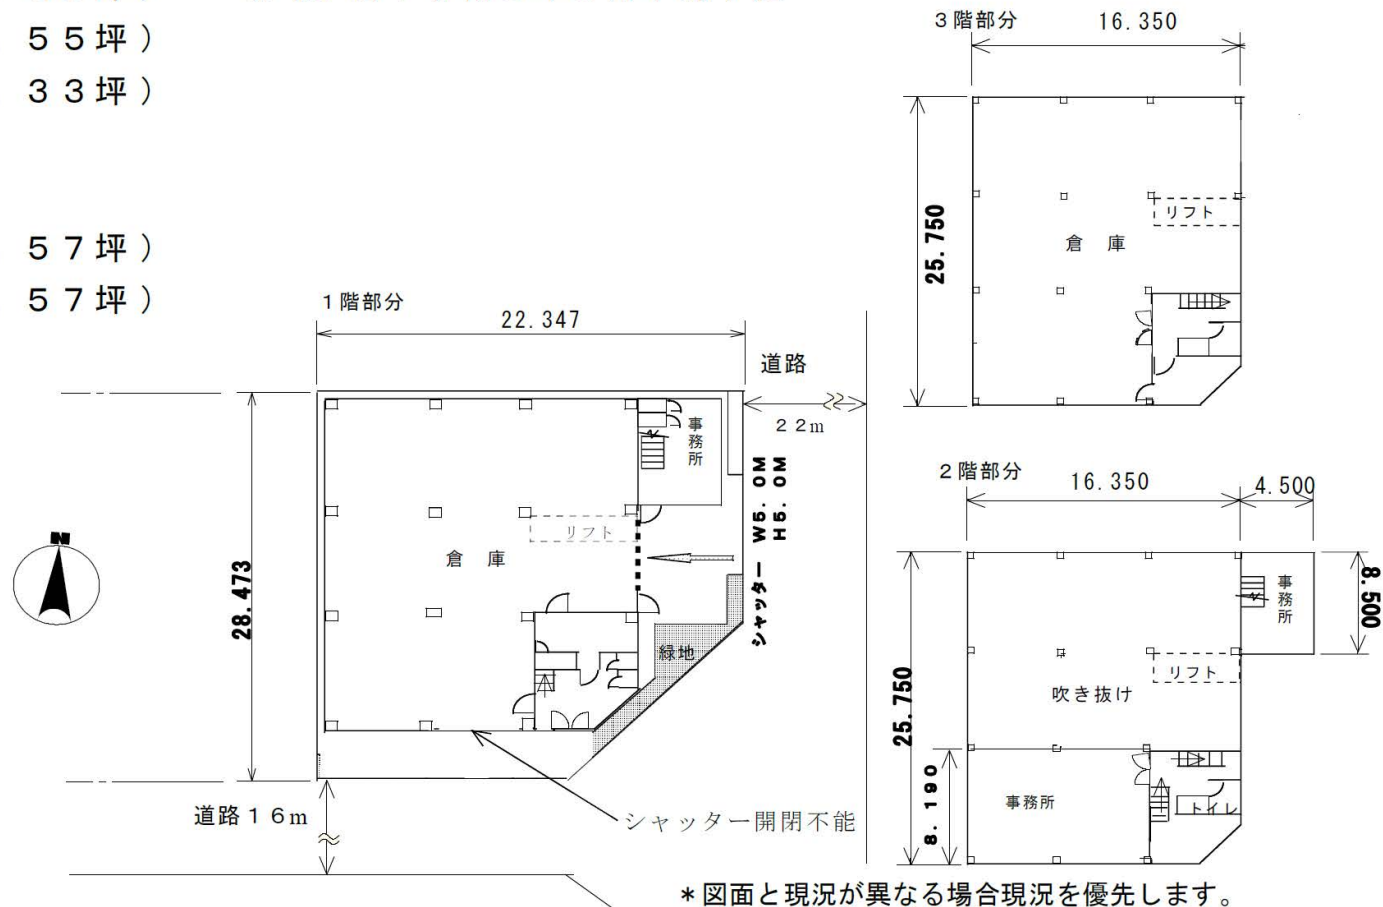 ５５坪）
３３坪）
５７坪）
５７坪）
３階部分
16.350
25.750
リフト
倉 庫
１階部分
22.347
道路
２２m
28.473
N
事務所
リフト
倉 庫
シャッター W5.0M
H5.0M
緑地
道路１６m
シャッター開閉不能
２階部分
16.350
4.500
8.500
25.750
8.190
事務所
リフト
吹き抜け
事務所
トイレ
＊図面と現況が異なる場合現況を優先します。